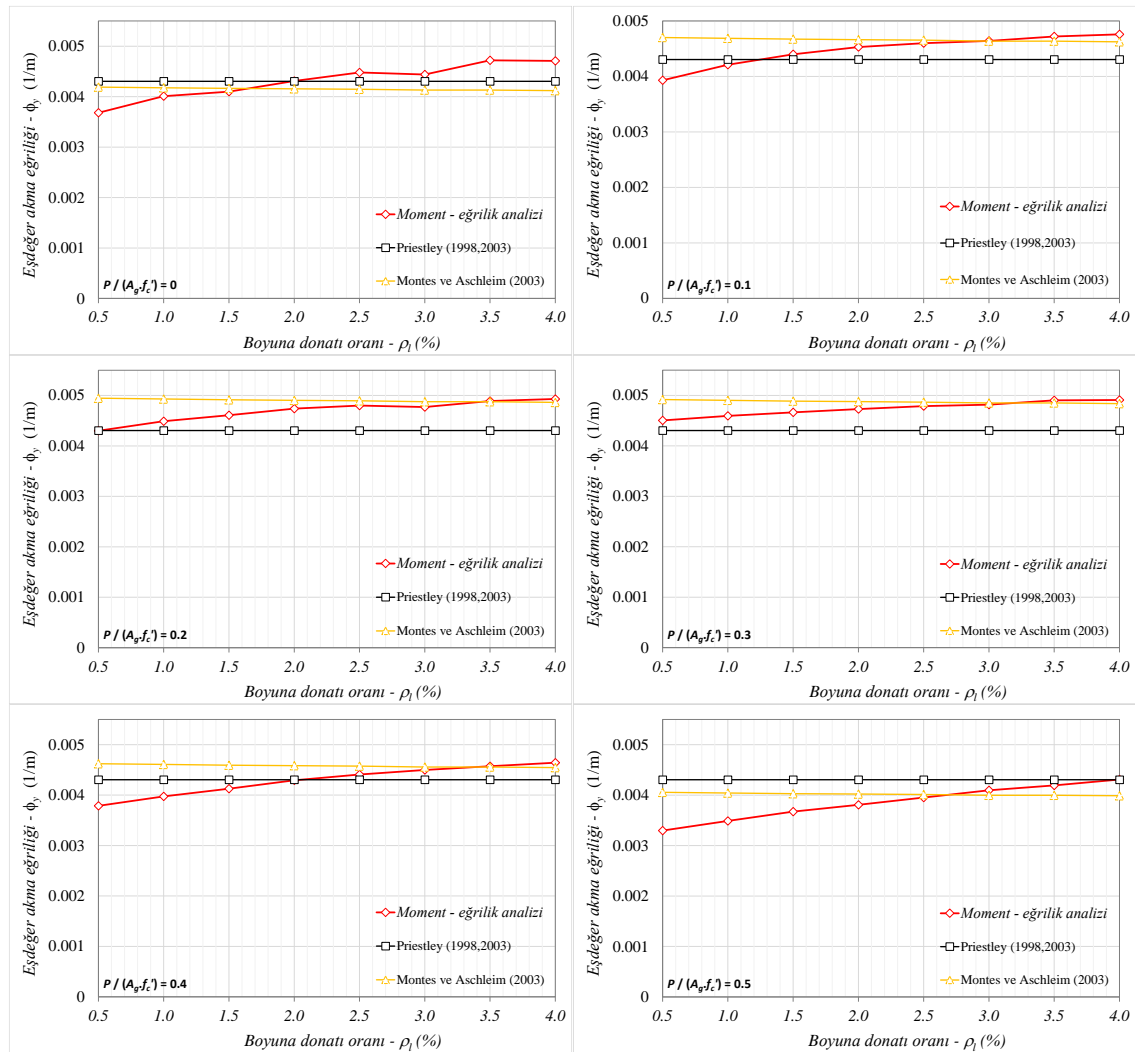 0.005
0.004
0.003
0.002
0.001
0
Eşdeğer akma eğriliği - ϕy (1/m)
Moment - eğrilik analizi
Priestley (1998,2003)
Montes ve Aschleim (2003)
P / (Ag.fc') = 0
0.5 1.0 1.5 2.0 2.5 3.0 3.5 4.0
Boyuna donatı oranı - ρl (%)
0.005
0.004
0.003
0.002
0.001
0
Eşdeğer akma eğriliği - ϕy (1/m)
Moment - eğrilik analizi
Priestley (1998,2003)
Montes ve Aschleim (2003)
P / (Ag.fc') = 0.1
0.5 1.0 1.5 2.0 2.5 3.0 3.5 4.0
Boyuna donatı oranı - ρl (%)
0.005
0.004
0.003
0.002
0.001
0
Eşdeğer akma eğriliği - ϕy (1/m)
Moment - eğrilik analizi
Priestley (1998,2003)
Montes ve Aschleim (2003)
P / (Ag.fc') = 0.2
0.5 1.0 1.5 2.0 2.5 3.0 3.5 4.0
Boyuna donatı oranı - ρl (%)
0.005
0.004
0.003
0.002
0.001
0
Eşdeğer akma eğriliği - ϕy (1/m)
Moment - eğrilik analizi
Priestley (1998,2003)
Montes ve Aschleim (2003)
P / (Ag.fc') = 0.3
0.5 1.0 1.5 2.0 2.5 3.0 3.5 4.0
Boyuna donatı oranı - ρl (%)
0.005
0.004
0.003
0.002
0.001
0
Eşdeğer akma eğriliği - ϕy (1/m)
Moment - eğrilik analizi
Priestley (1998,2003)
Montes ve Aschleim (2003)
P / (Ag.fc') = 0.4
0.5 1.0 1.5 2.0 2.5 3.0 3.5 4.0
Boyuna donatı oranı - ρl (%)
0.005
0.004
0.003
0.002
0.001
0
Eşdeğer akma eğriliği - ϕy (1/m)
Moment - eğrilik analizi
Priestley (1998,2003)
Montes ve Aschleim (2003)
P / (Ag.fc') = 0.5
0.5 1.0 1.5 2.0 2.5 3.0 3.5 4.0
Boyuna donatı oranı - ρl (%)